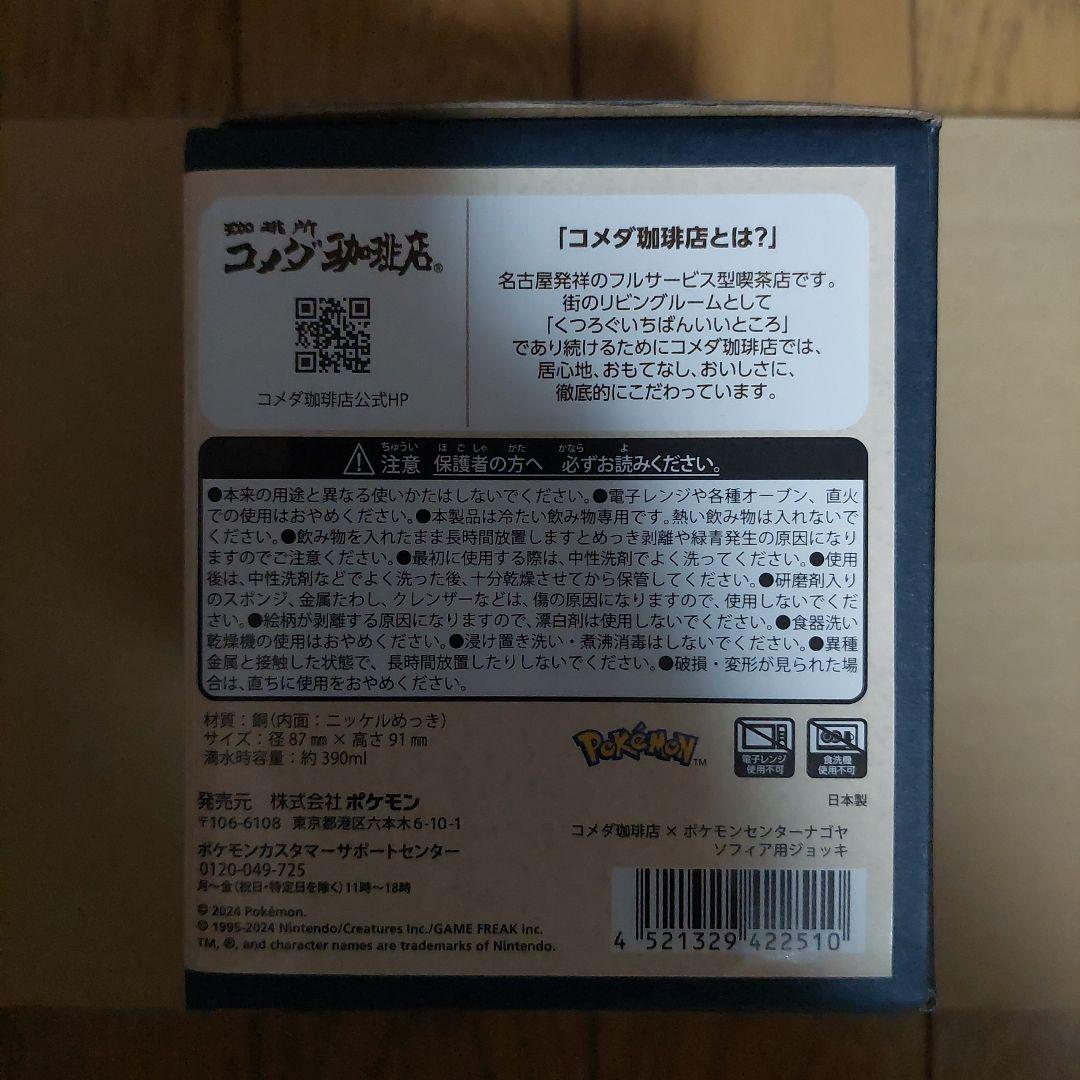 珈琲所
コメダ珈琲店®
コメダ珈琲店公式HP
「コメダ珈琲店とは?」
名古屋発祥のフルサービス型喫茶店です。
街のリビングルームとして
「くつろぐいちばんいいところ」
であり続けるためにコメダ珈琲店では、
居心地、おもてなし、おいしさに、
徹底的にこだわっています。
ちゅうい ほごしゃ かた かなら よ
注意 保護者の方へ 必ずお読みください。
●本来の用途と異なる使いかたはしないでください。●電子レンジや各種オーブン、直火
での使用はおやめください。●本製品は冷たい飲み物専用です。熱い飲み物は入れないで
ください。●飲み物を入れたまま長時間放置しますとめっき剥離や緑青発生の原因になり
ますのでご注意ください。●最初に使用する際は、中性洗剤でよく洗ってください。●使用
後は、中性洗剤などでよく洗った後、十分乾燥させてから保管してください。●研磨剤入り
のスポンジ、金属たわし、クレンザーなどは、傷の原因になりますので、使用しないでくだ
さい。●絵柄が剥離する原因になりますので、漂白剤は使用しないでください。●食器洗い
乾燥機の使用はおやめください。●浸け置き洗い・煮沸消毒はしないでください。●異種
金属と接触した状態で、長時間放置したりしないでください。●破損・変形が見られた場
合は、直ちに使用をおやめください。
材質:銅(内面:ニッケルめっき)
サイズ:径87㎜×高さ91㎜
満水時容量:約390ml
POKéMON™
電子レンジ
使用不可
食洗機
使用不可
日本製
発売元 株式会社ポケモン
〒106-6108 東京都港区六本木6-10-1
ポケモンカスタマーサポートセンター
0120-049-725
月~金(祝日・特定日を除く)11時~18時
コメダ珈琲店×ポケモンセンターナゴヤ
ソフィア用ジョッキ
© 2024 Pokémon.
© 1995-2024 Nintendo/Creatures Inc./GAME FREAK inc.
TM, ®, and character names are trademarks of Nintendo.
4 521329 422510